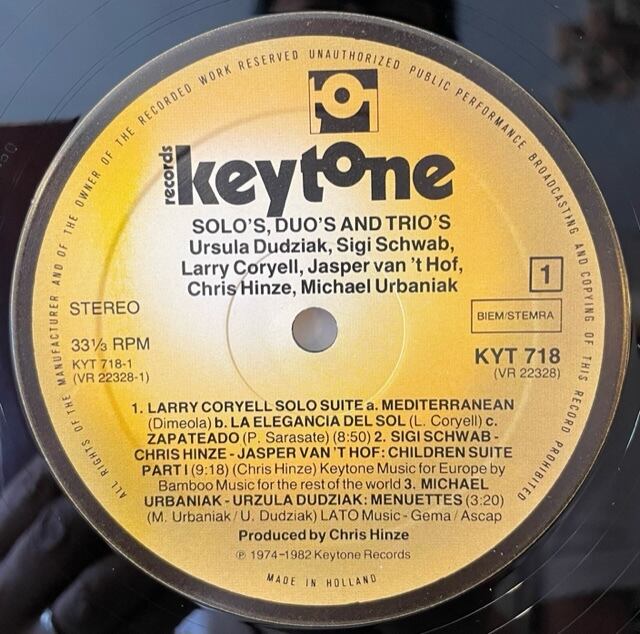 ALL RIGHTS OF THE MANUFACTURER AND OF THE OWNER OF THE RECORDED WORK RESERVED UNAUTHORIZED PUBLIC PERFORMANCE BROADCASTING AND COPYING OF THIS RECORD PROHIBITED
records
keytone
SOLO'S, DUO'S AND TRIO'S
Ursula Dudziak, Sigi Schwab,
Larry Coryell, Jasper van 't Hof,
Chris Hinze, Michael Urbaniak
1
STEREO
BIEM/STEMRA
33⅓ RPM
KYT 718-1
(VR 22328-1)
KYT 718
(VR 22328)
1. LARRY CORYELL SOLO SUITE a. MEDITERRANEAN
(Dimeola) b. LA ELEGANCIA DEL SOL (L. Coryell) c.
ZAPATEADO (P. Sarasate) (8:50) 2. SIGI SCHWAB -
CHRIS HINZE - JASPER VAN 'T HOF: CHILDREN SUITE
PART I (9:18) (Chris Hinze) Keytone Music for Europe by
Bamboo Music for the rest of the world 3. MICHAEL
URBANIAK - URZULA DUDZIAK: MENUETTES (3:20)
(M. Urbaniak / U. Dudziak) LATO Music - Gema / Ascap
Produced by Chris Hinze
℗ 1974-1982 Keytone Records
MADE IN HOLLAND